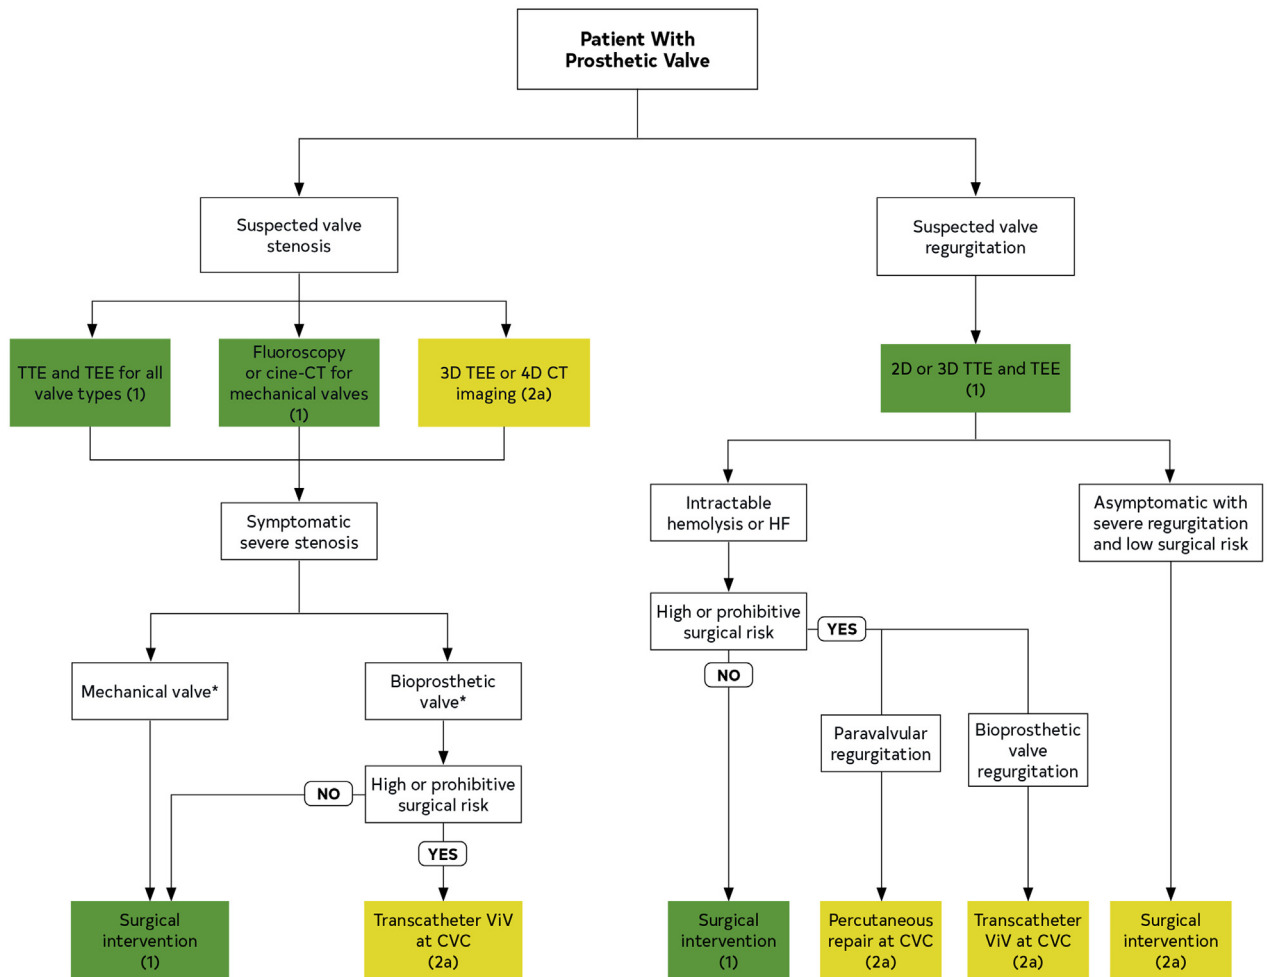 Patient With
Prosthetic Valve
Suspected valve
stenosis
Suspected valve
regurgitation
TTE and TEE for all
valve types (1)
Fluoroscopy
or cine-CT for
mechanical valves
(1)
3D TEE or 4D CT
imaging (2a)
2D or 3D TTE and TEE
(1)
Symptomatic
severe stenosis
Intractable
hemolysis or HF
Asymptomatic with
severe regurgitation
and low surgical risk
High or prohibitive
surgical risk
YES
NO
Mechanical valve*
Bioprosthetic
valve*
Paravalvular
regurgitation
Bioprosthetic
valve
regurgitation
High or prohibitive
surgical risk
NO
YES
Surgical
intervention
(1)
Transcatheter ViV
at CVC
(2a)
Surgical
intervention
(1)
Percutaneous
repair at CVC
(2a)
Transcatheter
ViV at CVC
(2a)
Surgical
intervention
(2a)